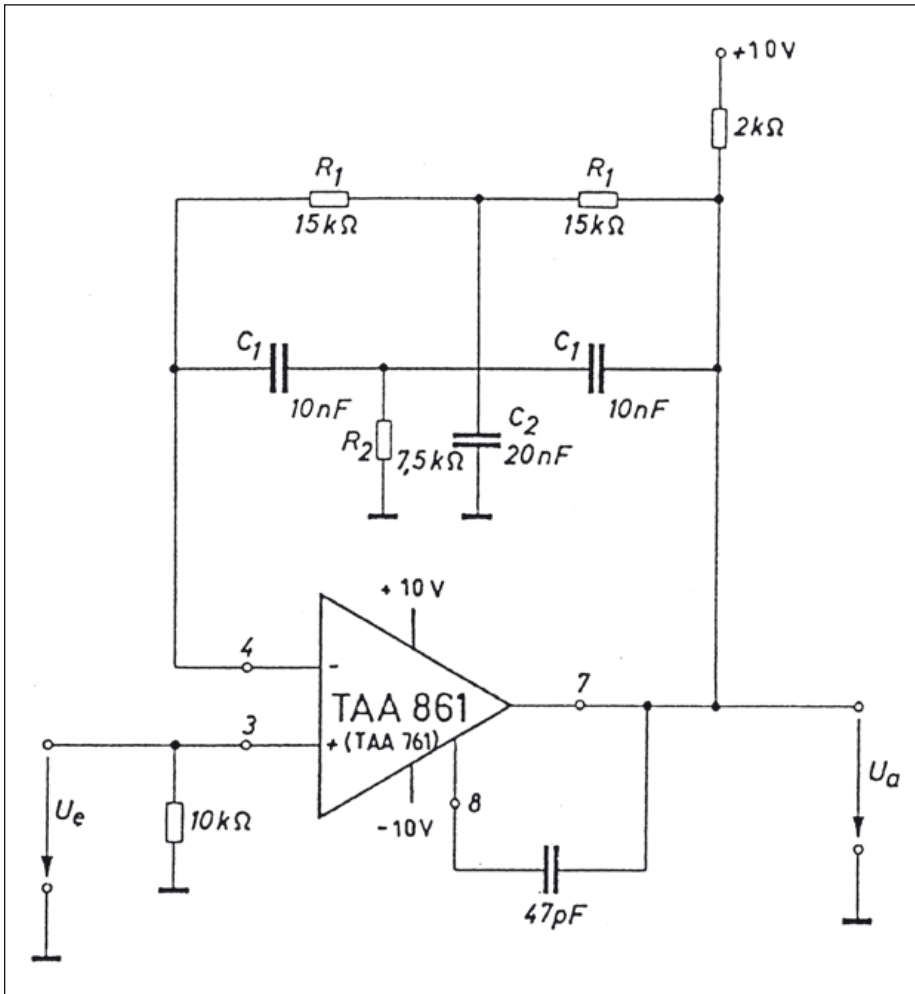 +10V
2kΩ
R1
R1
15kΩ
15kΩ
C1
C1
10nF
10nF
R2
7,5kΩ
C2
20nF
+10V
4
-
7
TAA 861
3
+ (TAA 761)
Ue
10kΩ
-10V
8
Ua
47pF